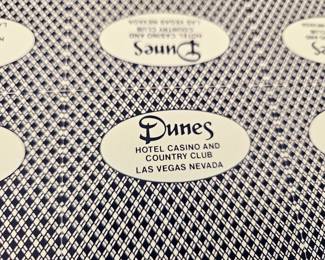 Dunes
HOTEL CASINO AND
COUNTRY CLUB
LAS VEGAS NEVADA
Dunes
HOTEL CASINO AND
COUNTRY CLUB
LAS VEGAS NEVADA